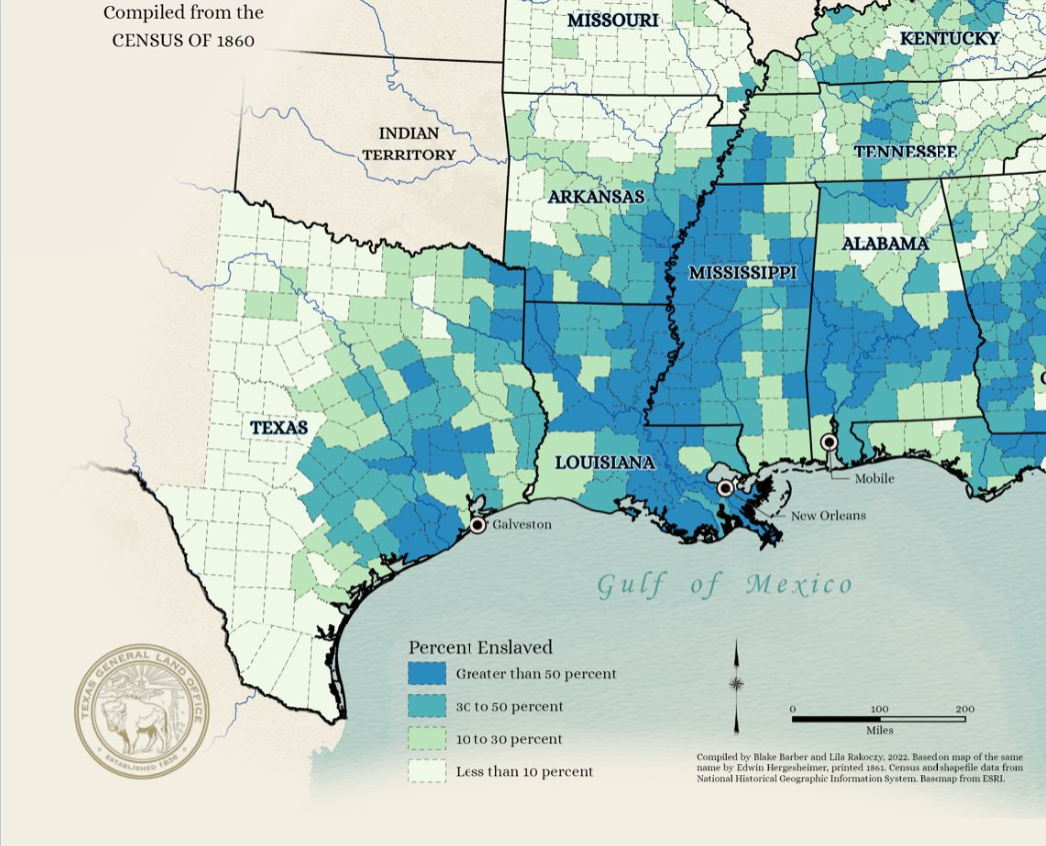 Compiled from the
CENSUS OF 1860
MISSOURI
KENTUCKY
INDIAN
TERRITORY
TENNESSEE
ARKANSAS
ALABAMA
MISSISSIPPI
TEXAS
LOUISIANA
Mobile
New Orleans
Galveston
Gulf of Mexico
Percent Enslaved
Greater than 50 percent
30 to 50 percent
10 to 30 percent
Less than 10 percent
0 100 200
Miles
TEXAS GENERAL LAND OFFICE
ESTABLISHED 1836
Compiled by Blake Barber and Lila Rakoczy, 2022. Based on map of the same
name by Edwin Hergesheimer, printed 1861. Census and shapefile data from
National Historical Geographic Information System. Basemap from ESRI.